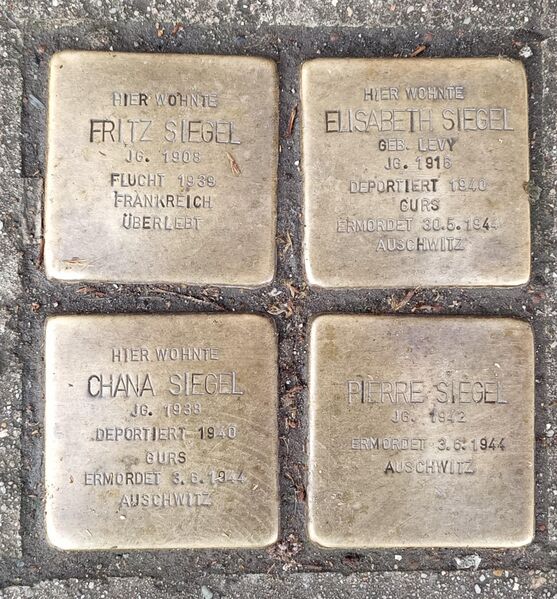 HIER WOHNTE
FRITZ SIEGEL
JG. 1908
FLUCHT 1939
FRANKREICH
ÜBERLEBT
HIER WOHNTE
ELISABETH SIEGEL
GEB. LEVY
JG. 1916
DEPORTIERT 1940
GURS
ERMORDET 30.5.1944
AUSCHWITZ
HIER WOHNTE
CHANA SIEGEL
JG. 1938
DEPORTIERT 1940
GURS
ERMORDET 3.6.1944
AUSCHWITZ
PIERRE SIEGEL
JG. 1942
ERMORDET 3.6.1944
AUSCHWITZ